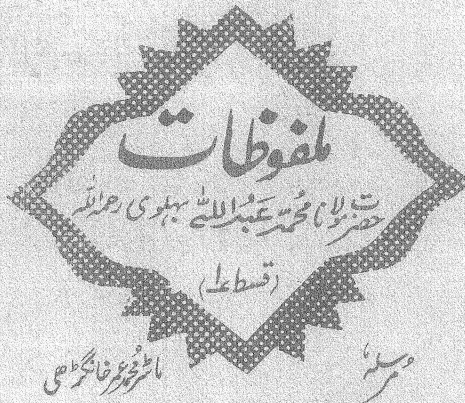 ملفوظات
حضرت مولانا محمد عبداللہ بہلوی رحمہ اللہ
(قسط ۱)
مرسلہ، ماسٹر محمد عمر خانگڑھی